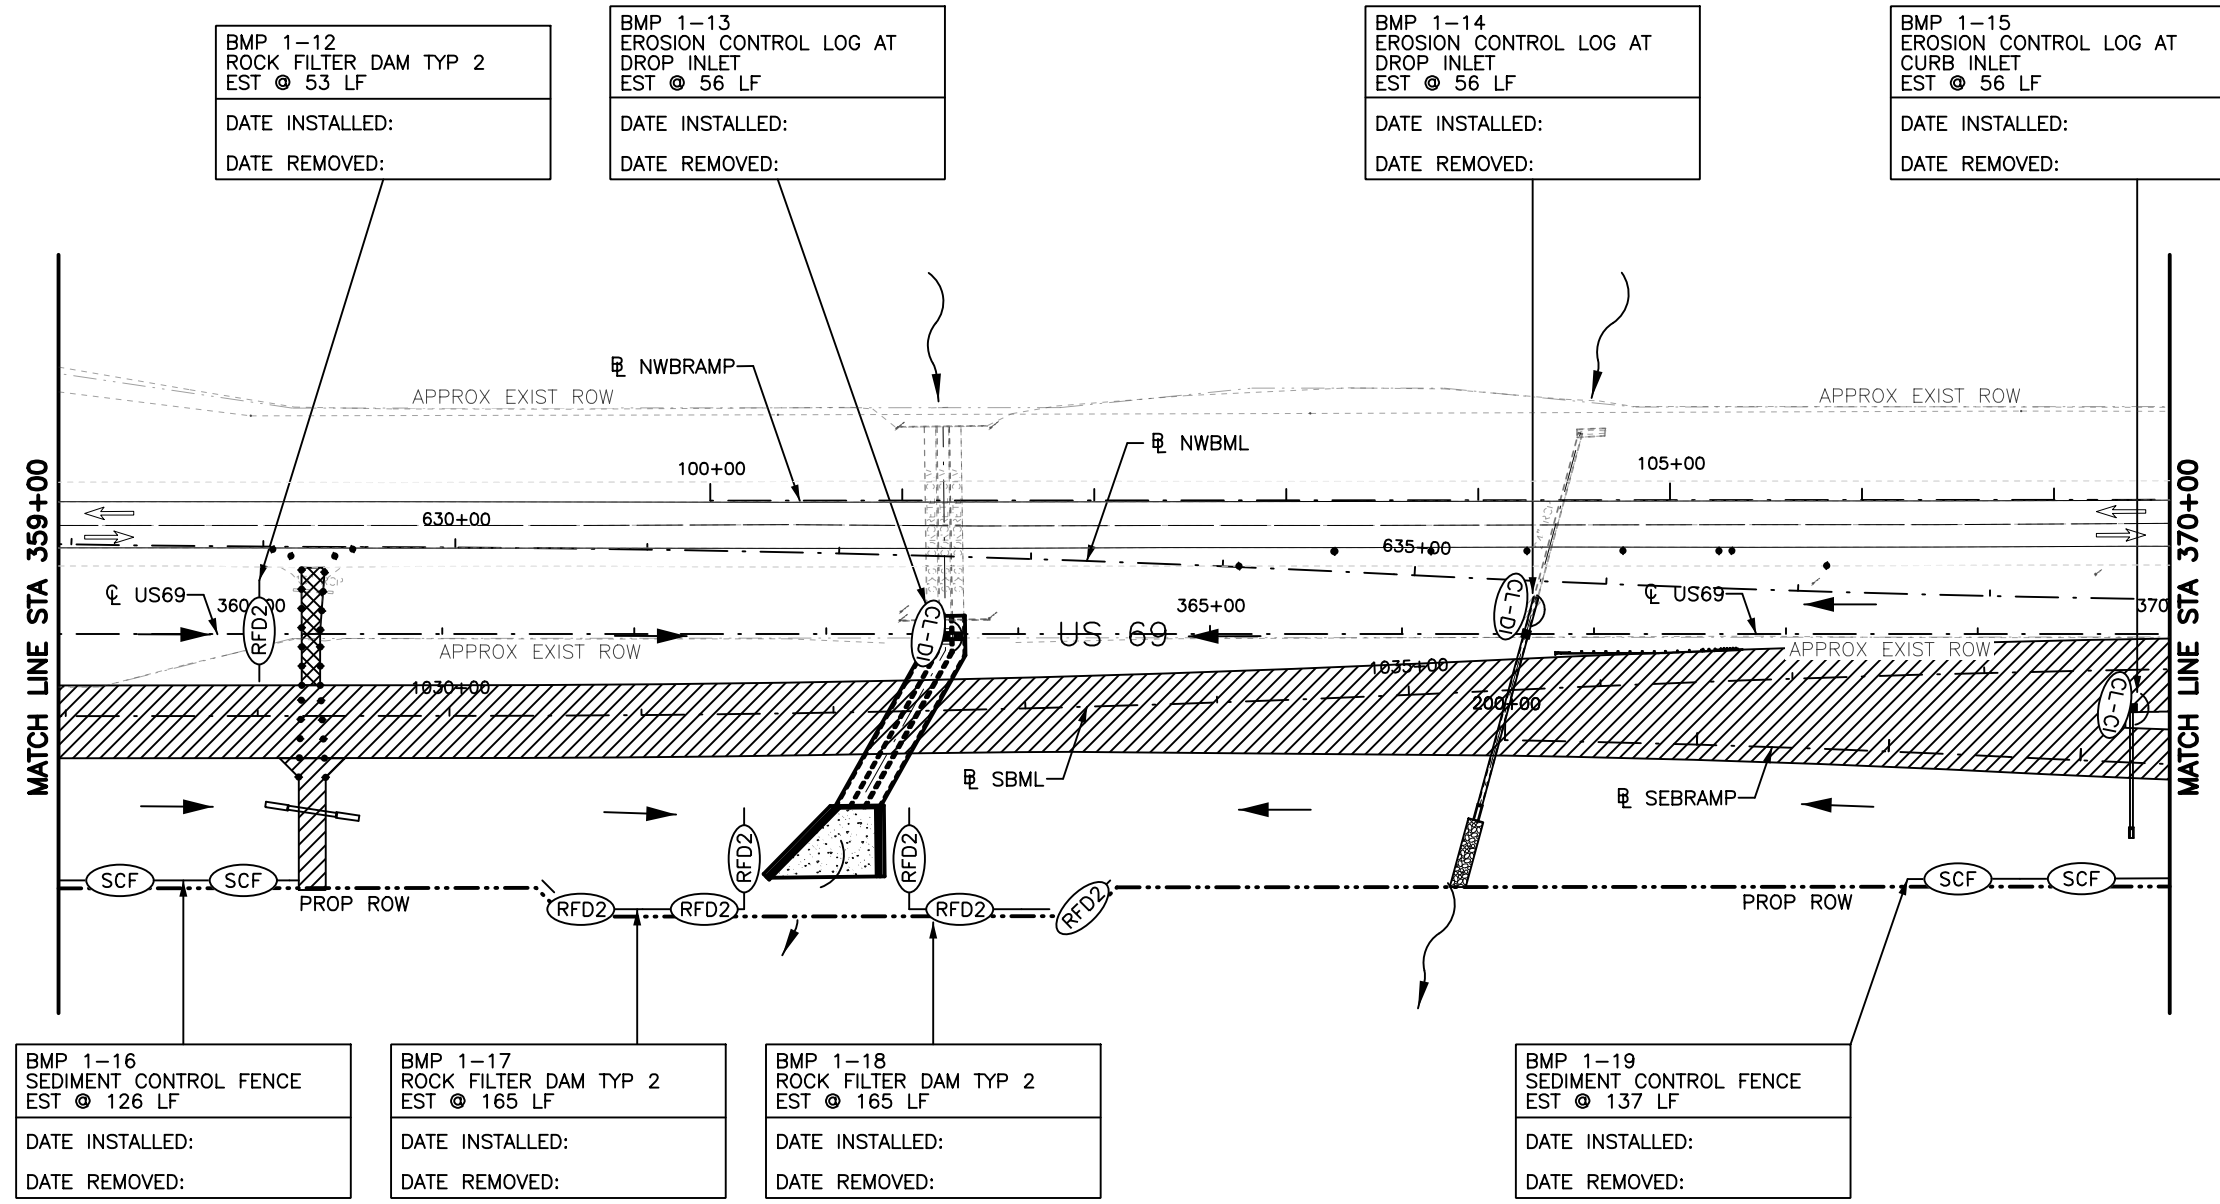 BMP 1-12
ROCK FILTER DAM TYP 2
EST @ 53 LF
DATE INSTALLED:
DATE REMOVED:
BMP 1-13
EROSION CONTROL LOG AT
DROP INLET
EST @ 56 LF
DATE INSTALLED:
DATE REMOVED:
BMP 1-14
EROSION CONTROL LOG AT
DROP INLET
EST @ 56 LF
DATE INSTALLED:
DATE REMOVED:
BMP 1-15
EROSION CONTROL LOG AT
CURB INLET
EST @ 56 LF
DATE INSTALLED:
DATE REMOVED:
MATCH LINE STA 359+00
APPROX EXIST ROW
℄ NWBRAMP
APPROX EXIST ROW
NWBML
100+00
105+00
630+00
635+00
℄ US69
360+00
RFD2
CL-DI
365+00
US 69
CL-DI
℄ US69
370
APPROX EXIST ROW
APPROX EXIST ROW
1030+00
1035+00
200+00
CL-CI
SBML
SEBRAMP
MATCH LINE STA 370+00
SCF
SCF
PROP ROW
RFD2
RFD2
RFD2
RFD2
RFD2
RFD2
SCF
SCF
PROP ROW
BMP 1-16
SEDIMENT CONTROL FENCE
EST @ 126 LF
DATE INSTALLED:
DATE REMOVED:
BMP 1-17
ROCK FILTER DAM TYP 2
EST @ 165 LF
DATE INSTALLED:
DATE REMOVED:
BMP 1-18
ROCK FILTER DAM TYP 2
EST @ 165 LF
DATE INSTALLED:
DATE REMOVED:
BMP 1-19
SEDIMENT CONTROL FENCE
EST @ 137 LF
DATE INSTALLED:
DATE REMOVED: